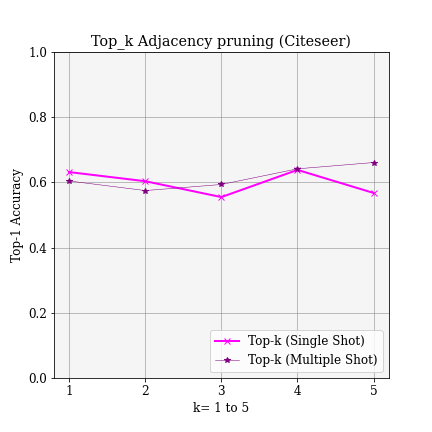 Top_k Adjacency pruning (Citeseer)
Top-1 Accuracy
1.0
0.8
0.6
0.4
0.2
0.0
Top-k (Single Shot)
Top-k (Multiple Shot)
1 2 3 4 5
k= 1 to 5